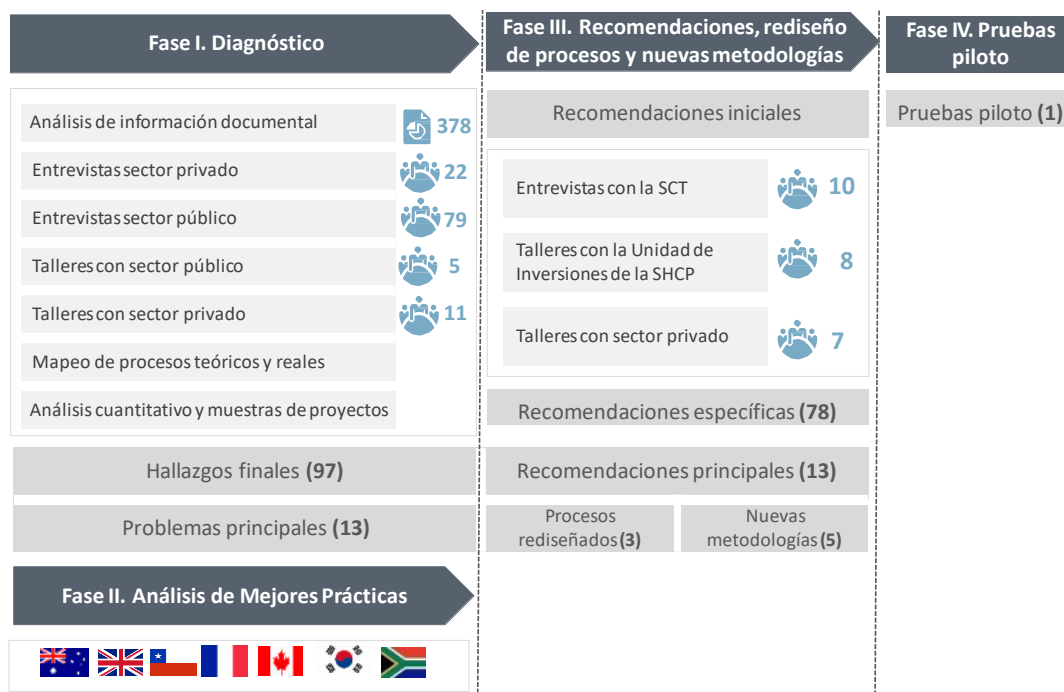 Fase I. Diagnóstico
Análisis de información documental 378
Entrevistas sector privado 22
Entrevistas sector público 79
Talleres con sector público 5
Talleres con sector privado 11
Mapeo de procesos teóricos y reales
Análisis cuantitativo y muestras de proyectos
Hallazgos finales (97)
Problemas principales (13)
Fase II. Análisis de Mejores Prácticas
Fase III. Recomendaciones, rediseño
de procesos y nuevas metodologías
Recomendaciones iniciales
Entrevistas con la SCT 10
Talleres con la Unidad de
Inversiones de la SHCP 8
Talleres con sector privado 7
Recomendaciones específicas (78)
Recomendaciones principales (13)
Procesos
rediseñados (3)
Nuevas
metodologías (5)
Fase IV. Pruebas
piloto
Pruebas piloto (1)